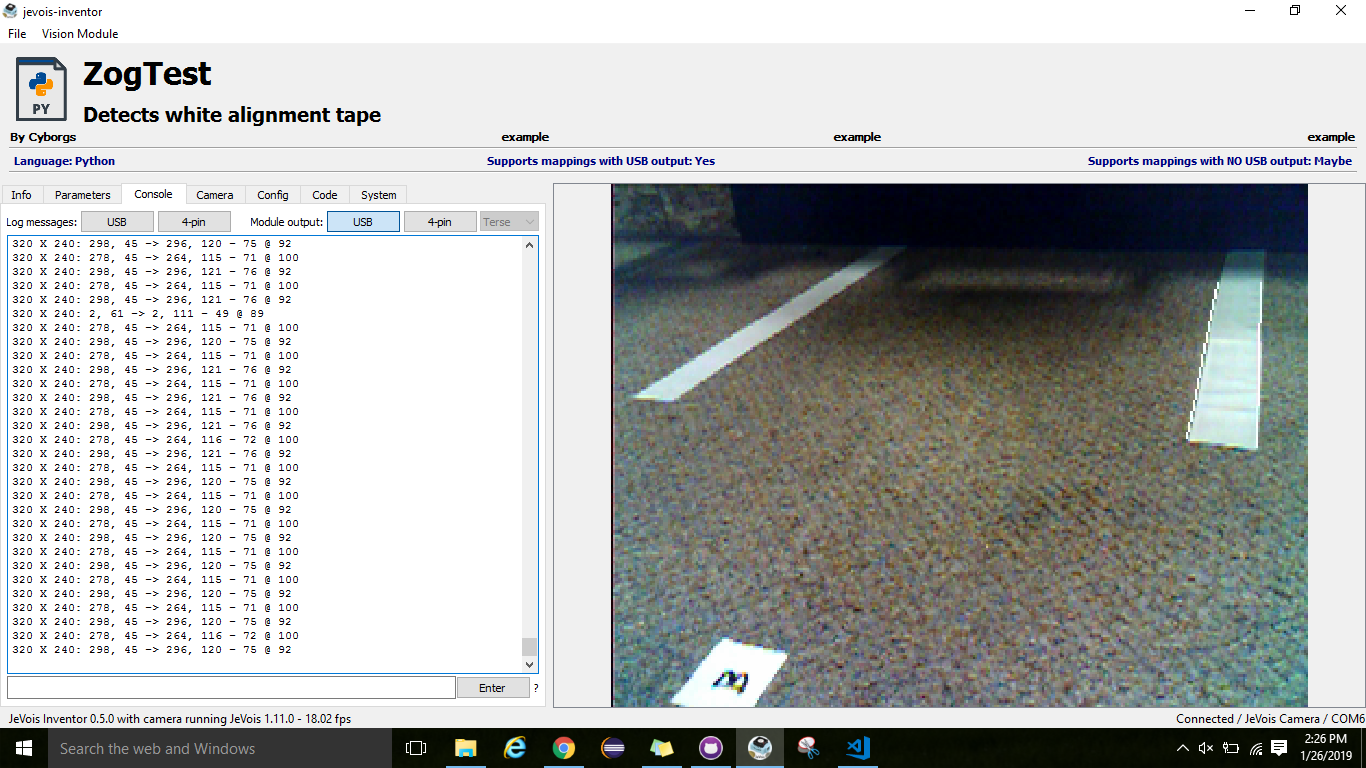 jevois-inventor
File Vision Module
PY
ZogTest
Detects white alignment tape
By Cyborgs example example example
Language: Python Supports mappings with USB output: Yes Supports mappings with NO USB output: Maybe
Info Parameters Console Camera Config Code System
Log messages: USB 4-pin Module output: USB 4-pin Terse
320 X 240: 298, 45 -> 296, 120 - 75 @ 92
320 X 240: 278, 45 -> 264, 115 - 71 @ 100
320 X 240: 298, 45 -> 296, 121 - 76 @ 92
320 X 240: 278, 45 -> 264, 115 - 71 @ 100
320 X 240: 298, 45 -> 296, 121 - 76 @ 92
320 X 240: 2, 61 -> 2, 111 - 49 @ 89
320 X 240: 278, 45 -> 264, 115 - 71 @ 100
320 X 240: 298, 45 -> 296, 120 - 75 @ 92
320 X 240: 278, 45 -> 264, 115 - 71 @ 100
320 X 240: 298, 45 -> 296, 121 - 76 @ 92
320 X 240: 278, 45 -> 264, 115 - 71 @ 100
320 X 240: 298, 45 -> 296, 121 - 76 @ 92
320 X 240: 278, 45 -> 264, 115 - 71 @ 100
320 X 240: 298, 45 -> 296, 121 - 76 @ 92
320 X 240: 278, 45 -> 264, 116 - 72 @ 100
320 X 240: 298, 45 -> 296, 121 - 76 @ 92
320 X 240: 278, 45 -> 264, 115 - 71 @ 100
320 X 240: 298, 45 -> 296, 120 - 75 @ 92
320 X 240: 278, 45 -> 264, 115 - 71 @ 100
320 X 240: 298, 45 -> 296, 120 - 75 @ 92
320 X 240: 278, 45 -> 264, 115 - 71 @ 100
320 X 240: 298, 45 -> 296, 120 - 75 @ 92
320 X 240: 278, 45 -> 264, 115 - 71 @ 100
320 X 240: 298, 45 -> 296, 120 - 75 @ 92
320 X 240: 278, 45 -> 264, 115 - 71 @ 100
320 X 240: 298, 45 -> 296, 120 - 75 @ 92
320 X 240: 278, 45 -> 264, 115 - 71 @ 100
320 X 240: 298, 45 -> 296, 120 - 75 @ 92
320 X 240: 278, 45 -> 264, 116 - 72 @ 100
320 X 240: 298, 45 -> 296, 120 - 75 @ 92
Enter ?
JeVois Inventor 0.5.0 with camera running JeVois 1.11.0 - 18.02 fps Connected / JeVois Camera / COM6
Search the web and Windows
2:26 PM
1/26/2019